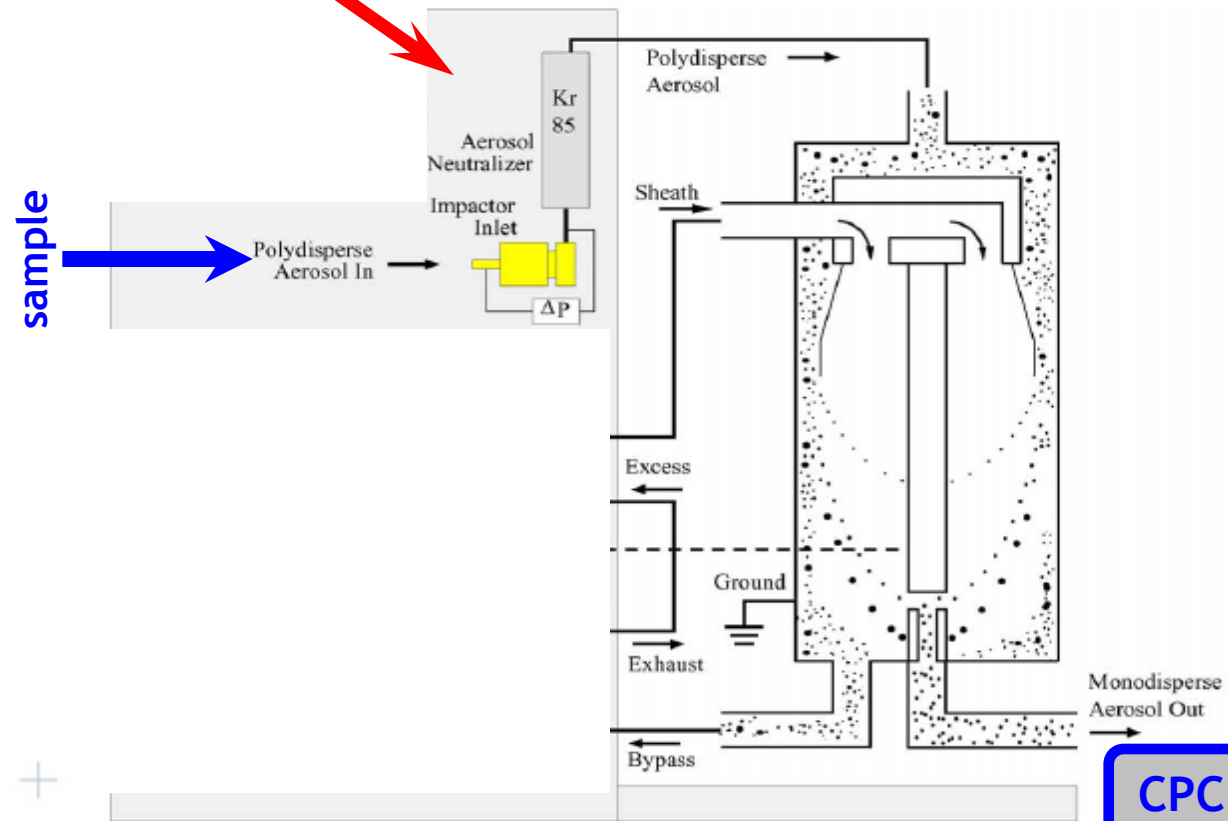 Polydisperse
Aerosol
Kr
85
Aerosol
Neutralizer
Sheath
Impactor
Inlet
sample
Polydisperse
Aerosol In
ΔP
Excess
Ground
Exhaust
Monodisperse
Aerosol Out
Bypass
CPC